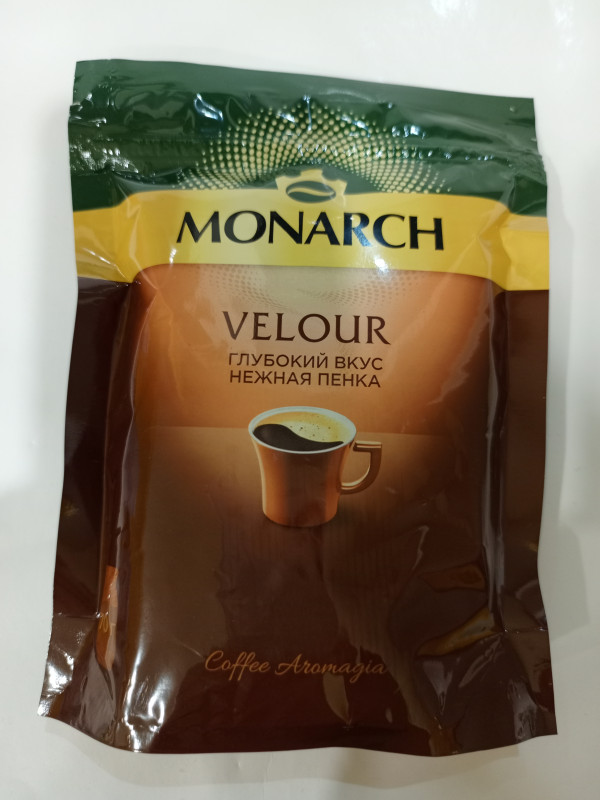 MONARCH
VELOUR
ГЛУБОКИЙ ВКУС
НЕЖНАЯ ПЕНКА
Coffee Aromagia